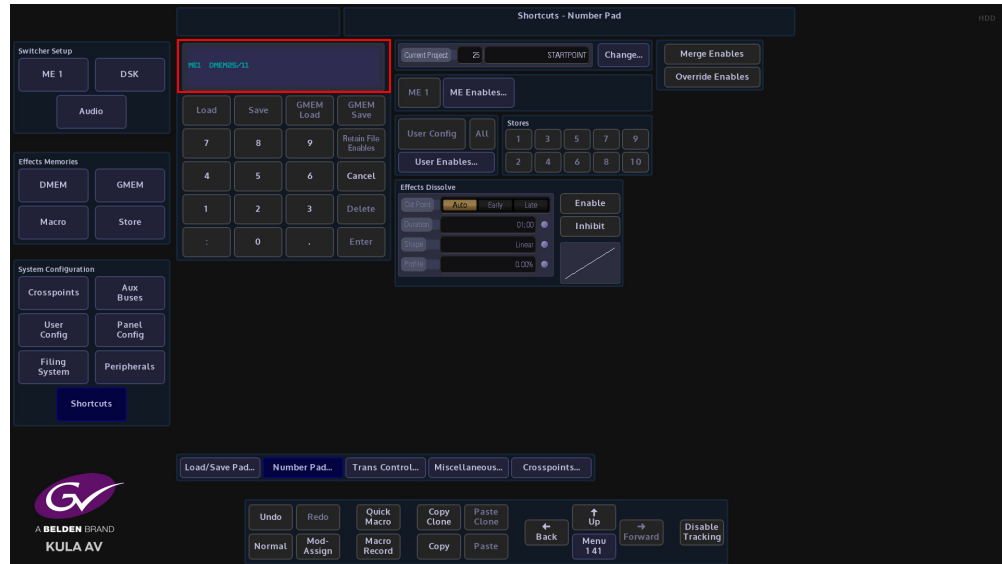 Shortcuts - Number Pad
HDD
Switcher Setup
ME 1
DSK
Audio
Effects Memories
DMEM
GMEM
Macro
Store
System Configuration
Crosspoints
Aux
Buses
User
Config
Panel
Config
Filing
System
Peripherals
Shortcuts
ME1 DMEM25/11
Load
Save
GMEM
Load
GMEM
Save
7
8
9
Retain File
Enables
4
5
6
Cancel
1
2
3
Delete
:
0
.
Enter
Current Project
25
STARTPOINT
Change...
ME 1
ME Enables...
User Config
All
User Enables...
Stores
1
3
5
7
9
2
4
6
8
10
Effects Dissolve
Cut Point
Auto
Early
Late
Duration
01:00
Shape
Linear
Profile
0.00%
Enable
Inhibit
Merge Enables
Override Enables
Load/Save Pad...
Number Pad...
Trans Control...
Miscellaneous...
Crosspoints...
GV
A BELDEN BRAND
KULA AV
Undo
Redo
Normal
Mod-
Assign
Quick
Macro
Macro
Record
Copy
Clone
Paste
Clone
Copy
Paste
Back
Up
Menu
141
Forward
Disable
Tracking